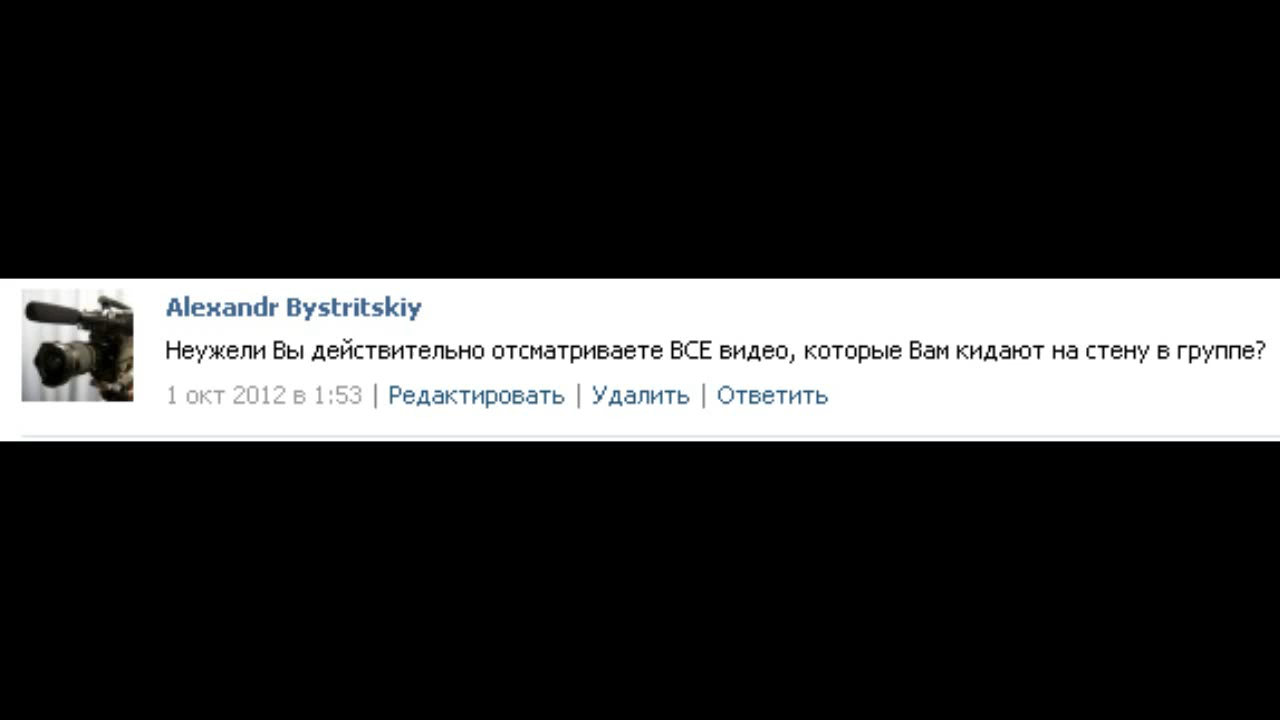 Alexandr Bystritskiy
Неужели Вы действительно отсматриваете ВСЕ видео, которые Вам кидают на стену в группе?
1 окт 2012 в 1:53 | Редактировать | Удалить | Ответить